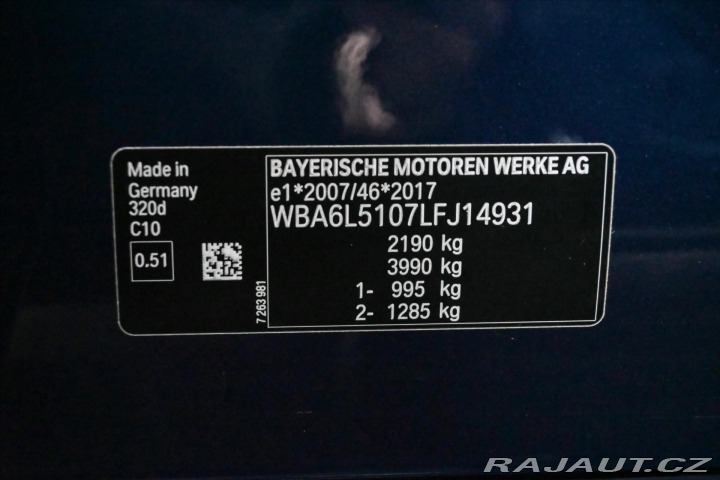 Made in
Germany
320d
C10
0.51
7 263 981
BAYERISCHE MOTOREN WERKE AG
e1*2007/46*2017
WBA6L5107LFJ14931
2190 kg
3990 kg
1- 995 kg
2- 1285 kg
RAJAUT.CZ